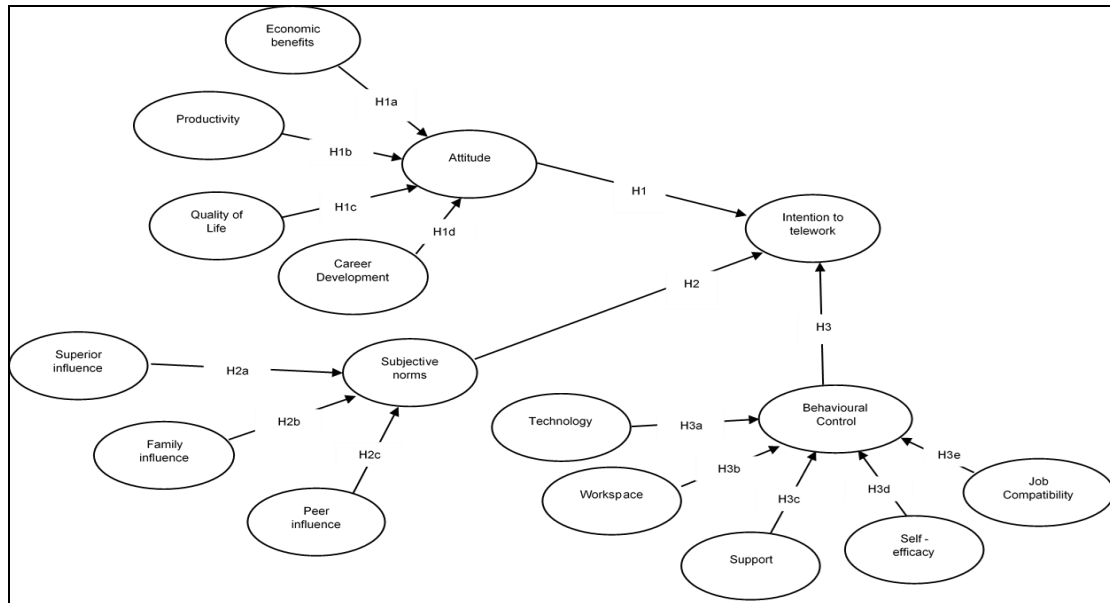 Economic
benefits
H1a
Productivity
H1b
Attitude
H1
Quality of
Life
H1c
H1d
Career
Development
Intention to
telework
H2
H3
Superior
influence
H2a
Subjective
norms
Family
influence
H2b
H2c
Peer
influence
Technology
H3a
Behavioural
Control
Workspace
H3b
H3c
Support
H3d
Self -
efficacy
H3e
Job
Compatibility